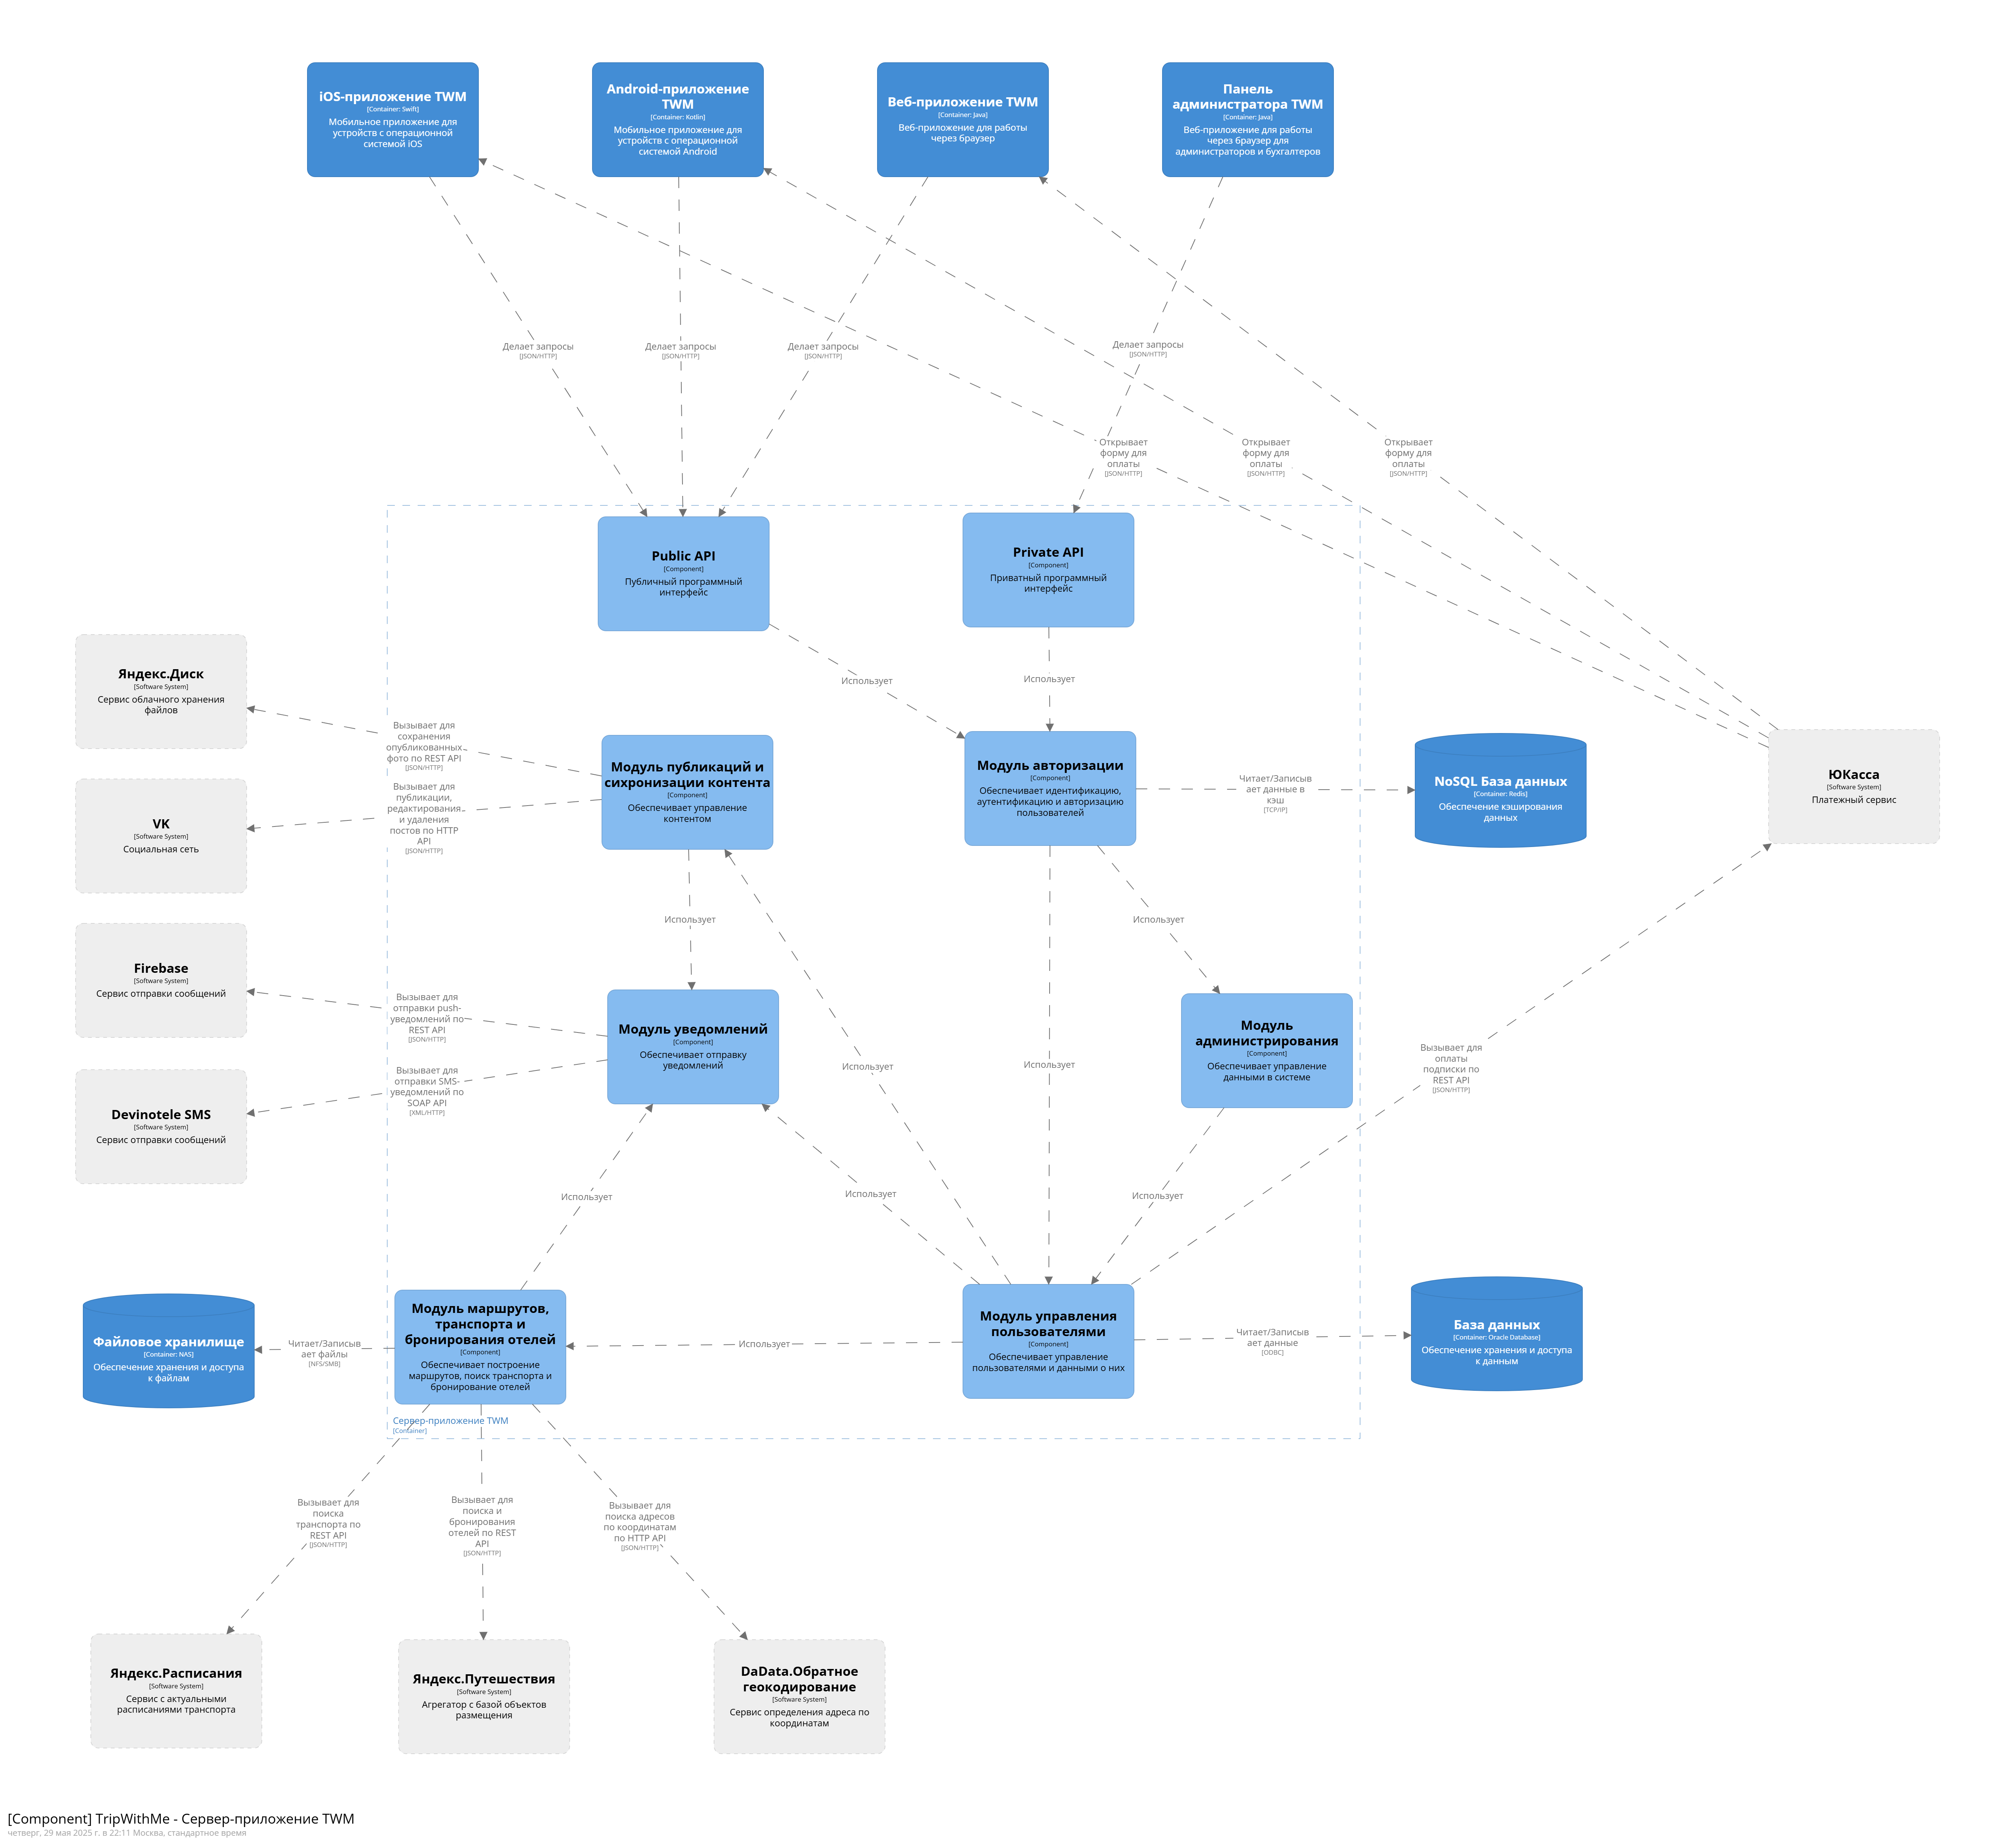 iOS-приложение TWM
[Container: Swift]
Мобильное приложение для
устройств с операционной
системой iOS
Android-приложение
TWM
[Container: Kotlin]
Мобильное приложение для
устройств с операционной
системой Android
Веб-приложение TWM
[Container: Java]
Веб-приложение для работы
через браузер
Панель
администратора TWM
[Container: Java]
Веб-приложение для работы
через браузер для
администраторов и бухгалтеров
Делает запросы
[JSON/HTTP]
Делает запросы
[JSON/HTTP]
Делает запросы
[JSON/HTTP]
Делает запросы
[JSON/HTTP]
Открывает
форму для
оплаты
[JSON/HTTP]
Открывает
форму для
оплаты
[JSON/HTTP]
Открывает
форму для
оплаты
[JSON/HTTP]
Public API
[Component]
Публичный программный
интерфейс
Private API
[Component]
Приватный программный
интерфейс
Использует
Использует
Яндекс.Диск
[Software System]
Сервис облачного хранения
файлов
Вызывает для
сохранения
опубликованных
фото по REST API
[JSON/HTTP]
Вызывает для
публикации,
редактирования
и удаления
постов по HTTP
API
[JSON/HTTP]
VK
[Software System]
Социальная сеть
Модуль публикаций и
сихронизации контента
[Component]
Обеспечивает управление
контентом
Модуль авторизации
[Component]
Обеспечивает идентификацию,
аутентификацию и авторизацию
пользователей
Читает/Записыв
ает данные в
кэш
[TCP/IP]
NoSQL База данных
[Container: Redis]
Обеспечение кэширования
данных
ЮКасса
[Software System]
Платежный сервис
Использует
Использует
Firebase
[Software System]
Сервис отправки сообщений
Вызывает для
отправки push-
уведомлений по
REST API
[JSON/HTTP]
Вызывает для
отправки SMS-
уведомлений по
SOAP API
[XML/HTTP]
Devinotele SMS
[Software System]
Сервис отправки сообщений
Модуль уведомлений
[Component]
Обеспечивает отправку
уведомлений
Использует
Использует
Модуль
администрирования
[Component]
Обеспечивает управление
данными в системе
Вызывает для
оплаты
подписки по
REST API
[JSON/HTTP]
Использует
Использует
Использует
Файловое хранилище
[Container: NAS]
Обеспечение хранения и доступа
к файлам
Читает/Записыв
ает файлы
[NFS/SMB]
Модуль маршрутов,
транспорта и
бронирования отелей
[Component]
Обеспечивает построение
маршрутов, поиск транспорта и
бронирование отелей
Использует
Модуль управления
пользователями
[Component]
Обеспечивает управление
пользователями и данными о них
Читает/Записыв
ает данные
[ODBC]
База данных
[Container: Oracle Database]
Обеспечение хранения и доступа
к данным
Сервер-приложение TWM
[Container]
Вызывает для
поиска
транспорта по
REST API
[JSON/HTTP]
Вызывает для
поиска и
бронирования
отелей по REST
API
[JSON/HTTP]
Вызывает для
поиска адресов
по координатам
по HTTP API
[JSON/HTTP]
Яндекс.Расписания
[Software System]
Сервис с актуальными
расписаниями транспорта
Яндекс.Путешествия
[Software System]
Агрегатор с базой объектов
размещения
DaData.Обратное
геокодирование
[Software System]
Сервис определения адреса по
координатам
[Component] TripWithMe - Сервер-приложение TWM
четверг, 29 мая 2025 г. в 22:11 Москва, стандартное время